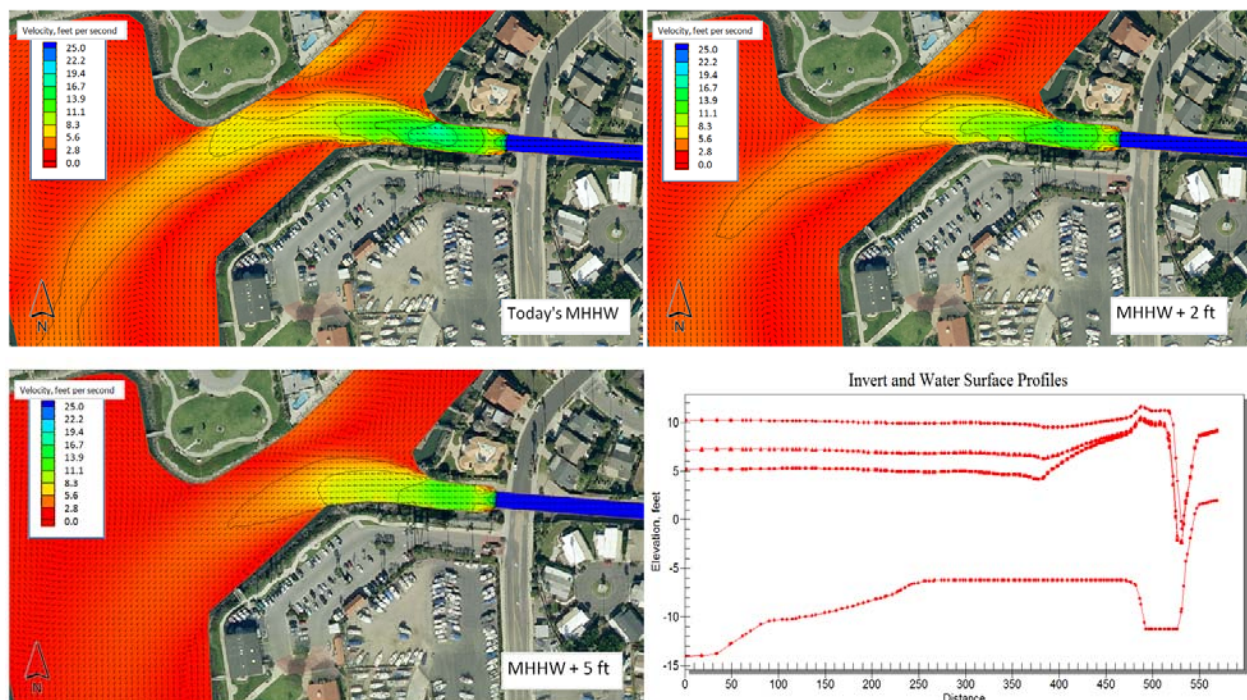 Velocity, feet per second
25.0
22.2
19.4
16.7
13.9
11.1
8.3
5.6
2.8
0.0
N
Today's MHHW
Velocity, feet per second
25.0
22.2
19.4
16.7
13.9
11.1
8.3
5.6
2.8
0.0
N
MHHW + 2 ft
Velocity, feet per second
25.0
22.2
19.4
16.7
13.9
11.1
8.3
5.6
2.8
0.0
N
MHHW + 5 ft
Invert and Water Surface Profiles
Elevation, feet
10
5
0
-5
-10
-15
0 50 100 150 200 250 300 350 400 450 500 550
Distance